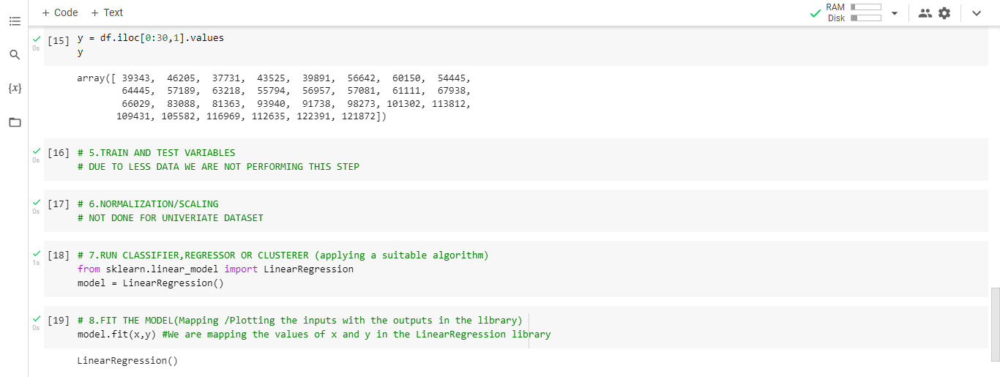 + Code + Text
RAM
Disk
{x}
[15] y = df.iloc[0:30,1].values
0s
y
array([ 39343,  46205,  37731,  43525,  39891,  56642,  60150,  54445,
        64445,  57189,  63218,  55794,  56957,  57081,  61111,  67938,
        66029,  83088,  81363,  93940,  91738,  98273, 101302, 113812,
       109431, 105582, 116969, 112635, 122391, 121872])
[16] # 5.TRAIN AND TEST VARIABLES
0s
# DUE TO LESS DATA WE ARE NOT PERFORMING THIS STEP
[17] # 6.NORMALIZATION/SCALING
0s
# NOT DONE FOR UNIVERIATE DATASET
[18] # 7.RUN CLASSIFIER,REGRESSOR OR CLUSTERER (applying a suitable algorithm)
1s
from sklearn.linear_model import LinearRegression
model = LinearRegression()
[19] # 8.FIT THE MODEL(Mapping /Plotting the inputs with the outputs in the library)
0s
model.fit(x,y) #We are mapping the values of x and y in the LinearRegression library
LinearRegression()